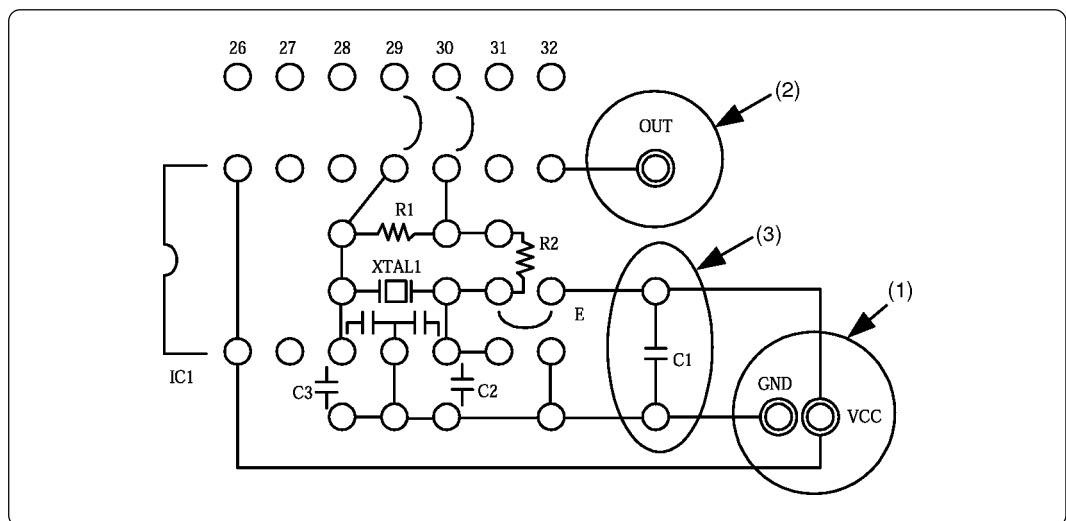 26 27 28 29 30 31 32
(2)
OUT
R1
R2
(3)
XTAL1
(1)
E
C1
IC1
C3
C2
GND
VCC